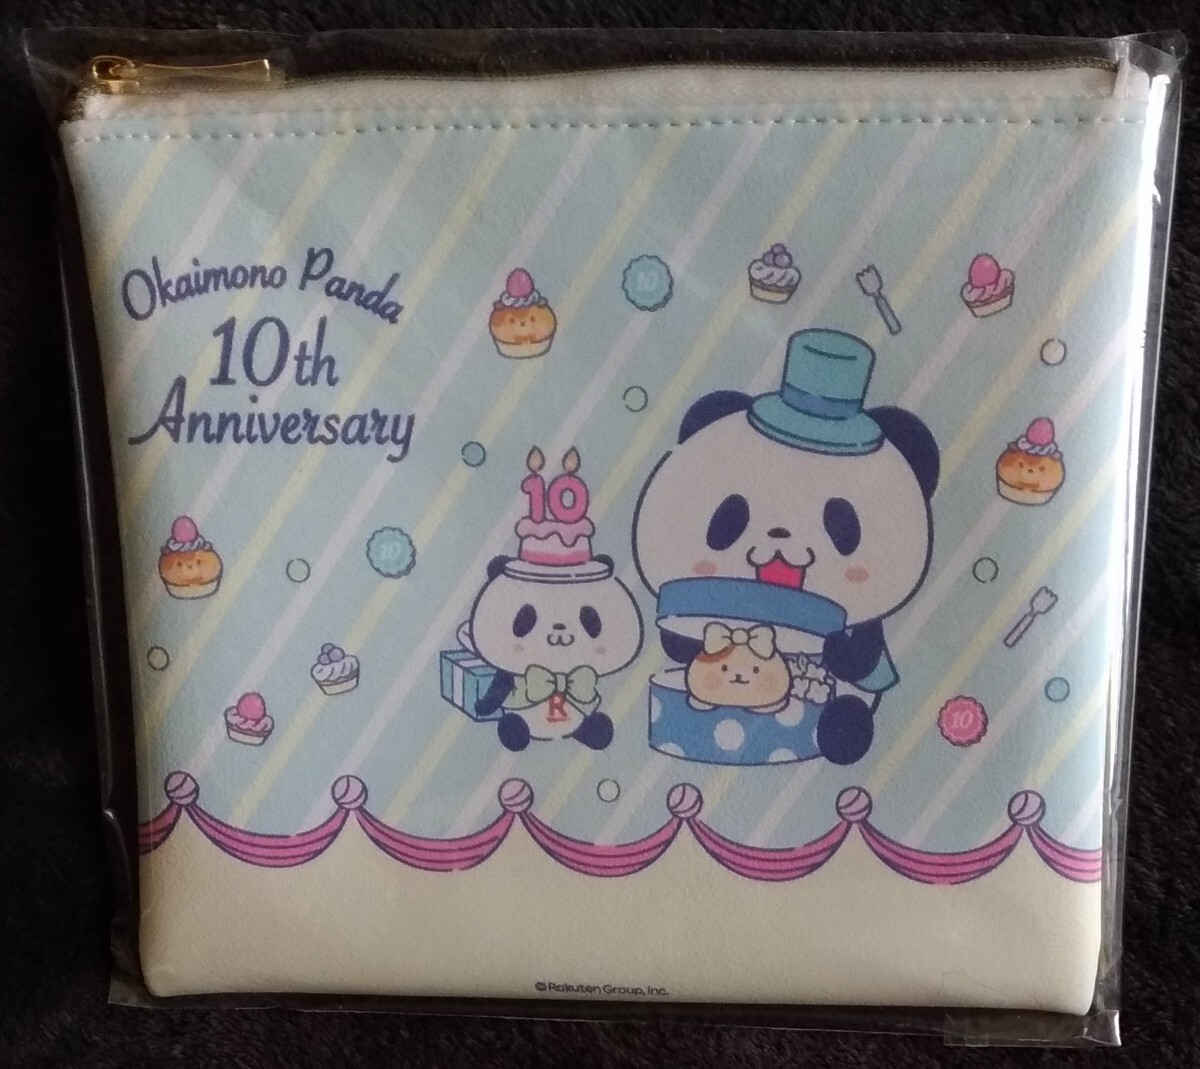 Okaimono Panda
10th
Anniversary
10
10
10
10
R
©Rakuten Group, Inc.